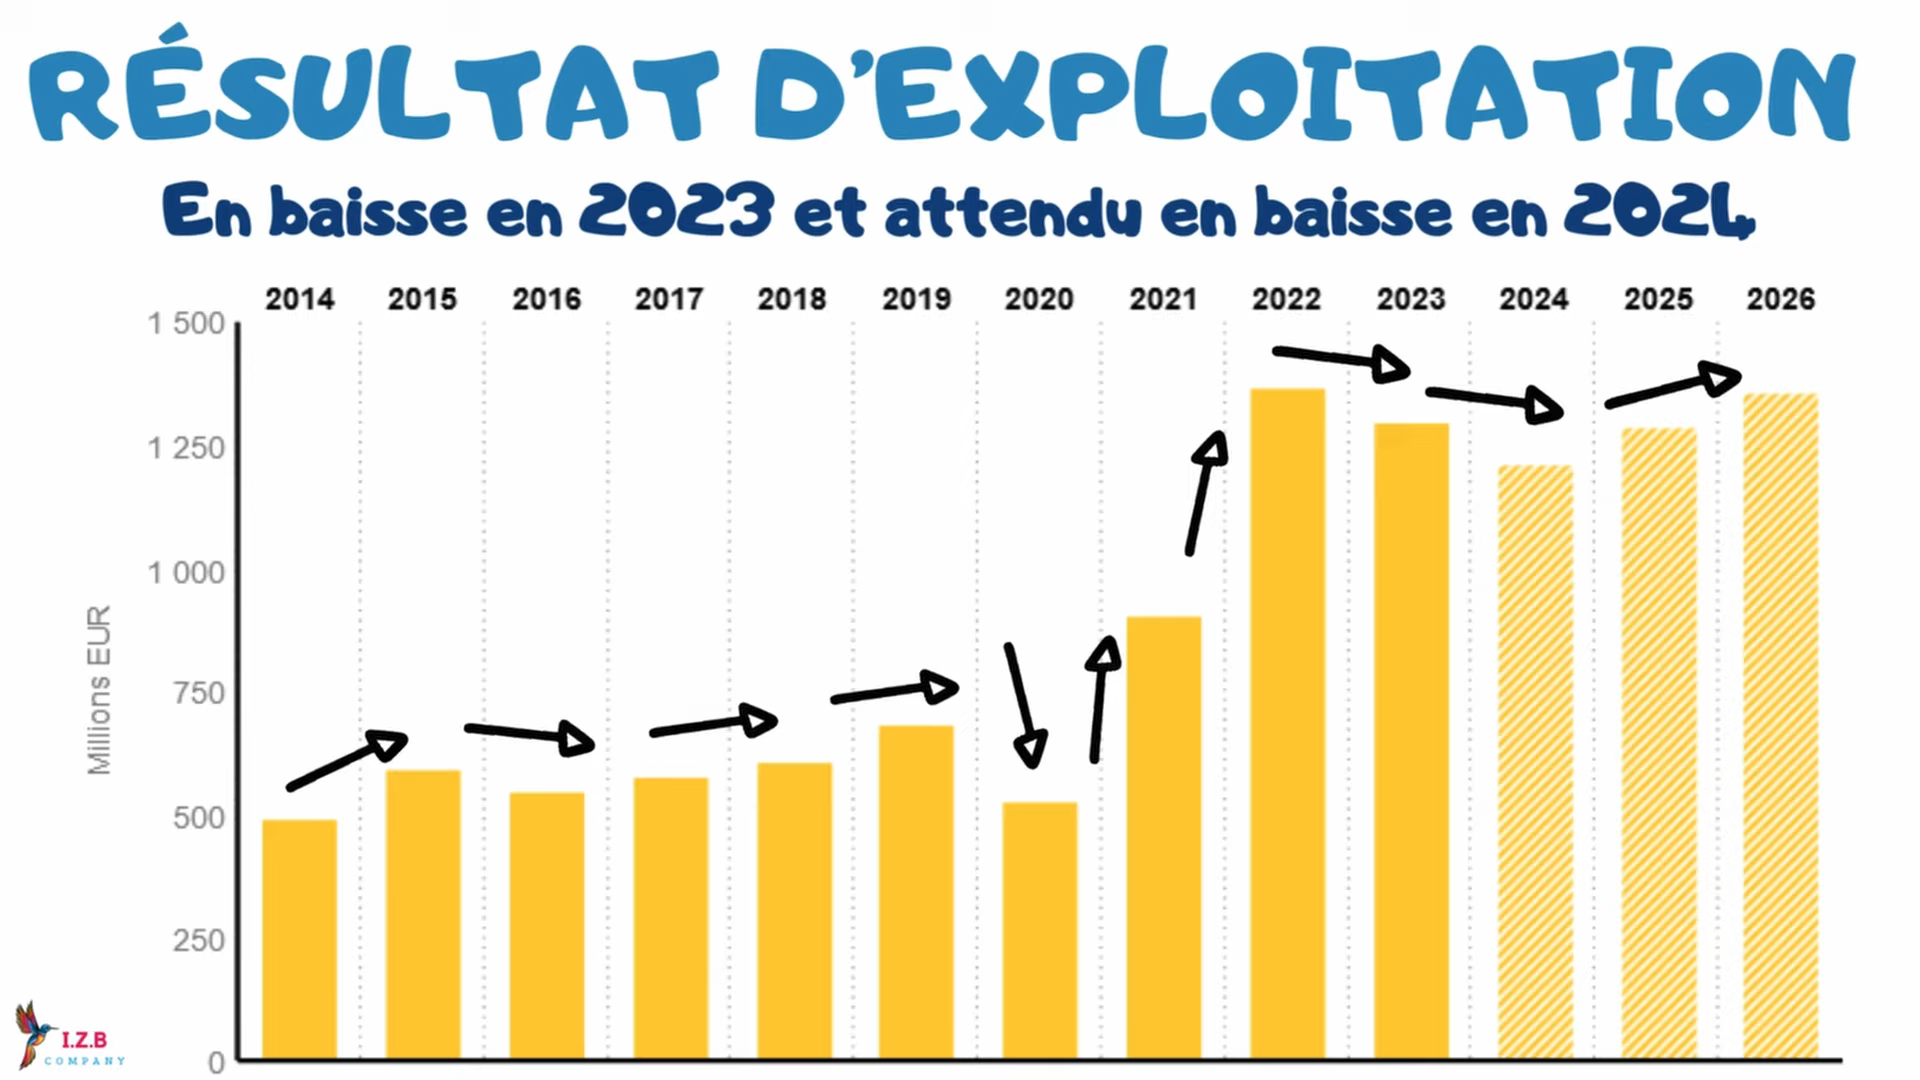 RÉSULTAT D'EXPLOITATION
En baisse en 2023 et attendu en baisse en 2024
2014 2015 2016 2017 2018 2019 2020 2021 2022 2023 2024 2025 2026
1 500
1 250
1 000
750
500
250
0
Millions EUR
I.Z.B
COMPANY